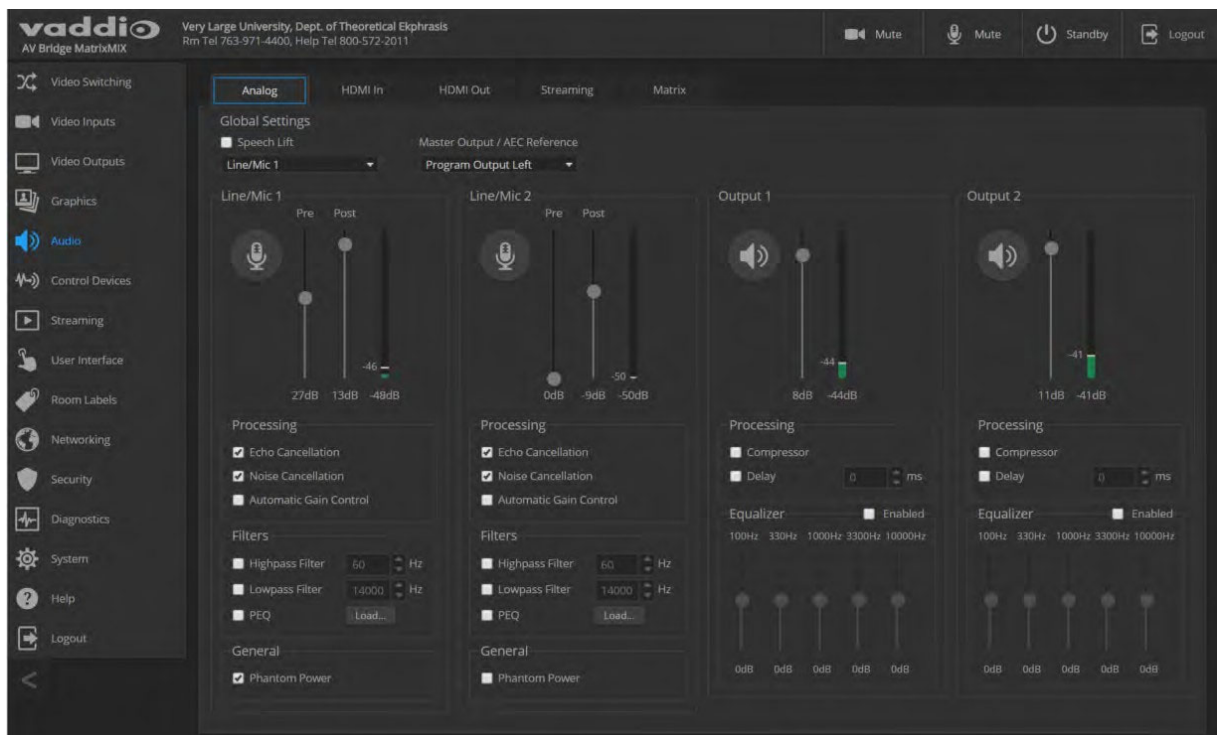 vaddio
AV Bridge MatrixMIX
Very Large University, Dept. of Theoretical Ekphrasis
Rm Tel 763-971-4400, Help Tel 800-572-2011
Mute
Mute
Standby
Logout
Video Switching
Video Inputs
Video Outputs
Graphics
Audio
Control Devices
Streaming
User Interface
Room Labels
Networking
Security
Diagnostics
System
Help
Logout
<
Analog HDMI In HDMI Out Streaming Matrix
Global Settings
Speech Lift
Line/Mic 1
Master Output / AEC Reference
Program Output Left
Line/Mic 1
Pre Post
-46
27dB 13dB -48dB
Processing
Echo Cancellation
Noise Cancellation
Automatic Gain Control
Filters
Highpass Filter 60 Hz
Lowpass Filter 14000 Hz
PEQ Load...
General
Phantom Power
Line/Mic 2
Pre Post
-50
0dB -9dB -50dB
Processing
Echo Cancellation
Noise Cancellation
Automatic Gain Control
Filters
Highpass Filter 60 Hz
Lowpass Filter 14000 Hz
PEQ Load...
General
Phantom Power
Output 1
-44
8dB -44dB
Processing
Compressor
Delay 0 ms
Equalizer Enabled
100Hz 330Hz 1000Hz 3300Hz 10000Hz
0dB 0dB 0dB 0dB 0dB
Output 2
-41
11dB -41dB
Processing
Compressor
Delay 0 ms
Equalizer Enabled
100Hz 330Hz 1000Hz 3300Hz 10000Hz
0dB 0dB 0dB 0dB 0dB